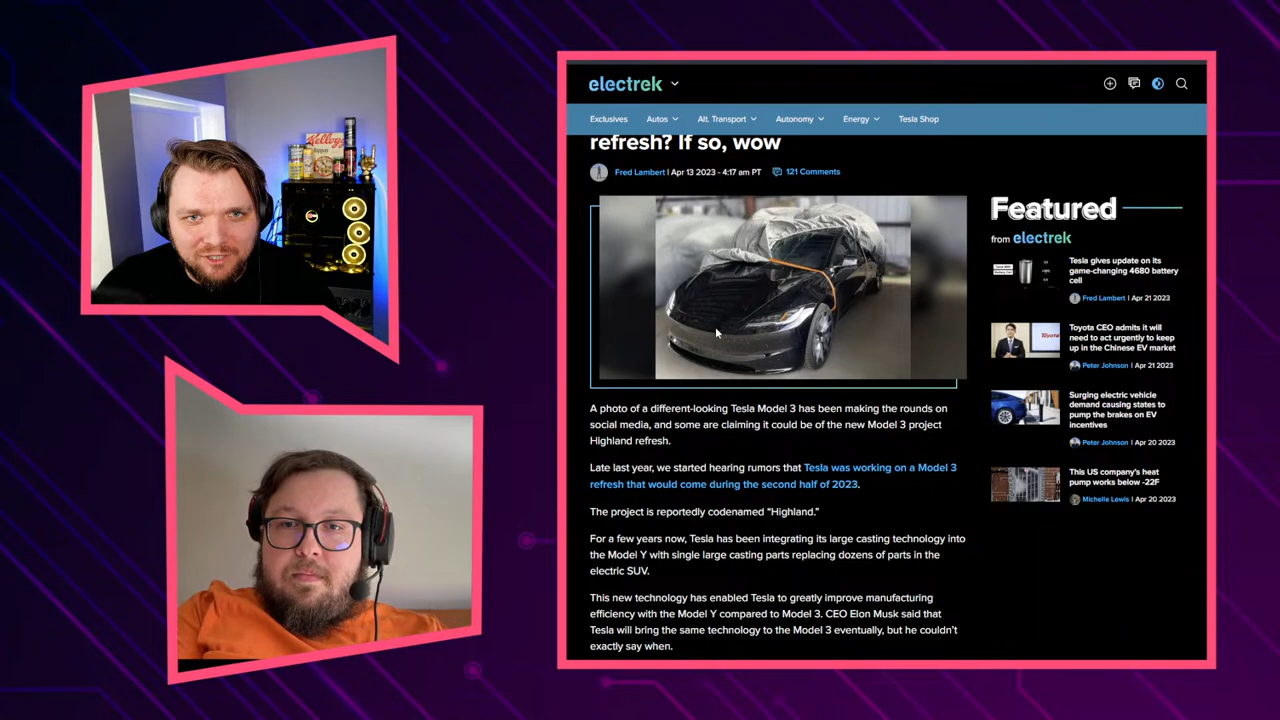 Kellogg's
electrek
Exclusives Autos Alt. Transport Autonomy Energy Tesla Shop
refresh? If so, wow
Fred Lambert | Apr 13 2023 - 4:17 am PT 121 Comments
A photo of a different-looking Tesla Model 3 has been making the rounds on
social media, and some are claiming it could be of the new Model 3 project
Highland refresh.
Late last year, we started hearing rumors that Tesla was working on a Model 3
refresh that would come during the second half of 2023.
The project is reportedly codenamed “Highland.”
For a few years now, Tesla has been integrating its large casting technology into
the Model Y with single large casting parts replacing dozens of parts in the
electric SUV.
This new technology has enabled Tesla to greatly improve manufacturing
efficiency with the Model Y compared to Model 3. CEO Elon Musk said that
Tesla will bring the same technology to the Model 3 eventually, but he couldn’t
exactly say when.
Featured
from electrek
Tesla gives update on its
game-changing 4680 battery
cell
Fred Lambert | Apr 21 2023
Toyota CEO admits it will
need to act urgently to keep
up in the Chinese EV market
Peter Johnson | Apr 21 2023
Surging electric vehicle
demand causing states to
pump the brakes on EV
incentives
Peter Johnson | Apr 20 2023
This US company’s heat
pump works below -22F
Michelle Lewis | Apr 20 2023